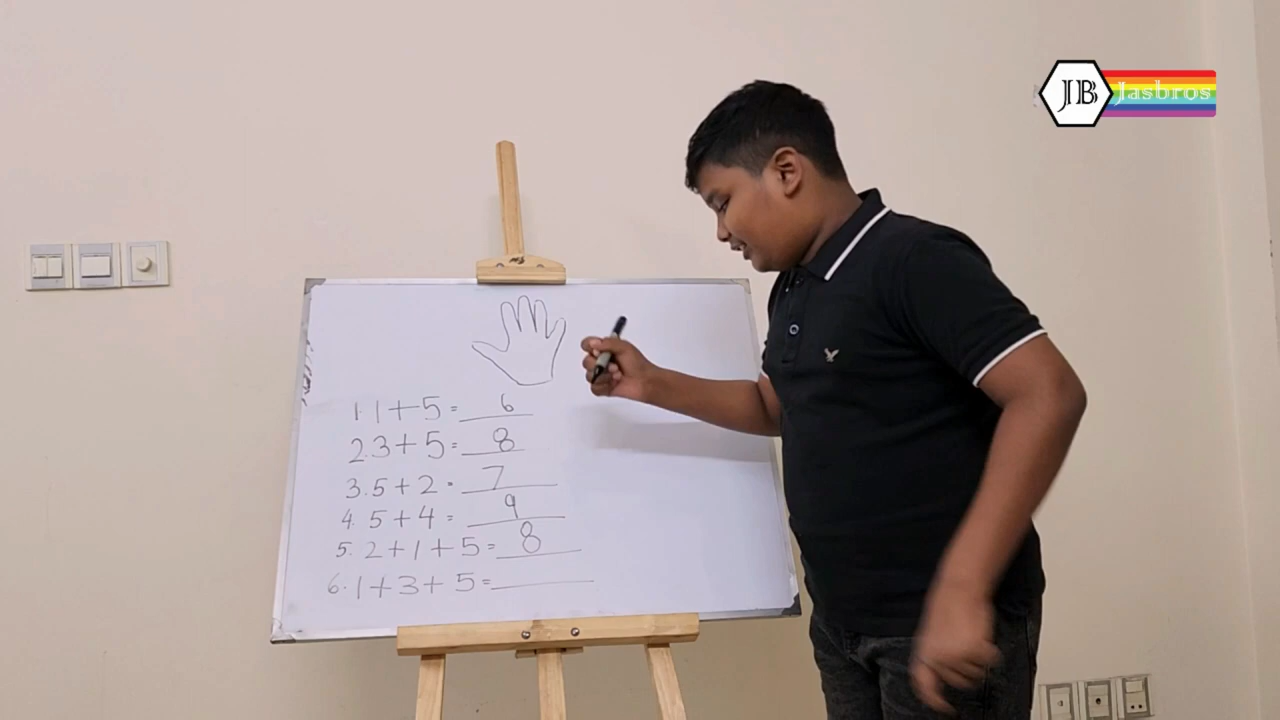 JB Jasbros
1. 1+5= 6
2. 3+5= 8
3. 5+2= 7
4. 5+4= 9
5. 2+1+5= 8
6. 1+3+5=